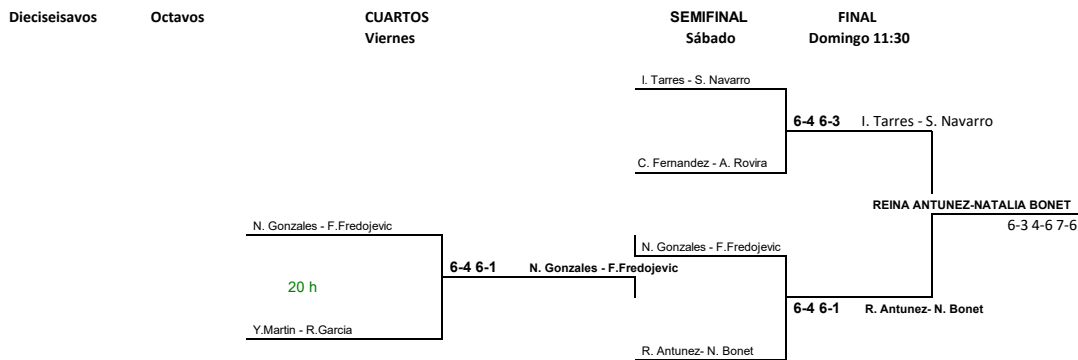 Dieciseisavos Octavos CUARTOS SEMIFINAL FINAL
Viernes Sábado Domingo 11:30
I. Tarres - S. Navarro
6-4 6-3 I. Tarres - S. Navarro
C. Fernandez - A. Rovira
REINA ANTUNEZ-NATALIA BONET
6-3 4-6 7-6
N. Gonzales - F.Fredojevic
N. Gonzales - F.Fredojevic
6-4 6-1 N. Gonzales - F.Fredojevic
20 h
6-4 6-1 R. Antunez- N. Bonet
Y.Martin - R.Garcia
R. Antunez- N. Bonet